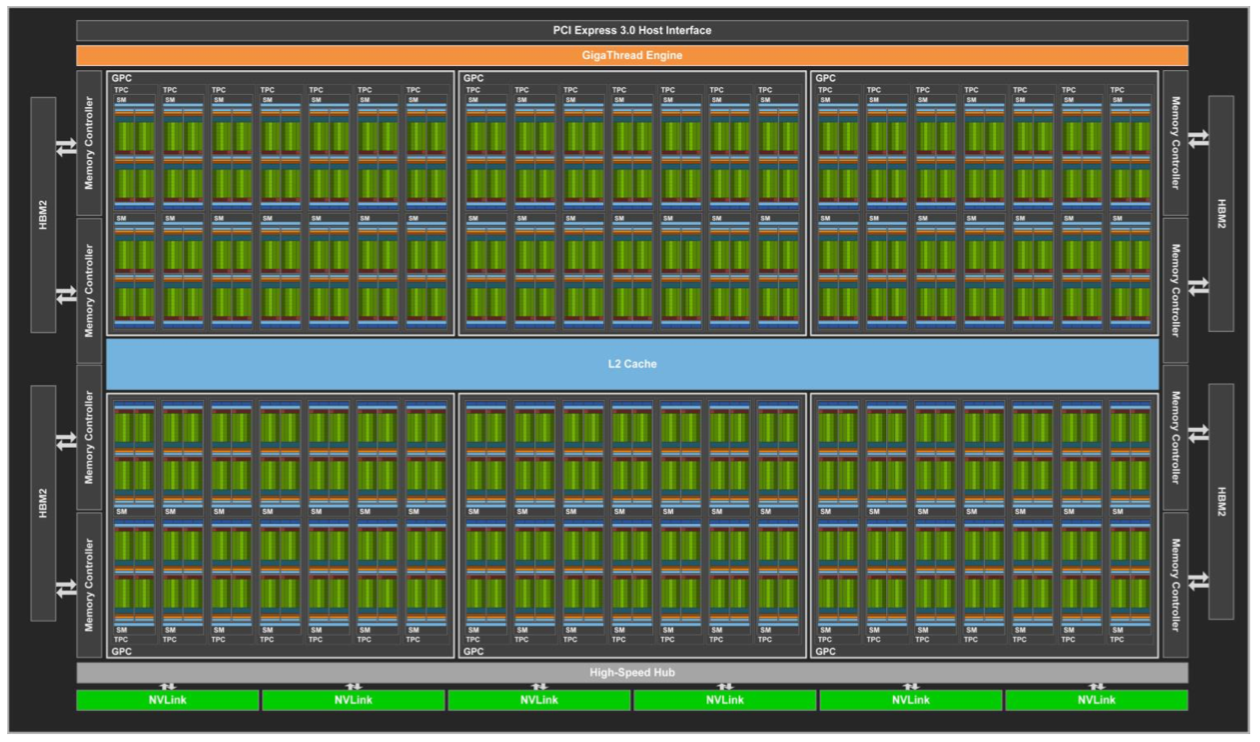 PCI Express 3.0 Host Interface
GigaThread Engine
GPC GPC GPC
TPC TPC TPC TPC TPC TPC TPC TPC TPC TPC TPC TPC TPC TPC TPC TPC TPC TPC TPC TPC TPC
SM SM SM SM SM SM SM SM SM SM SM SM SM SM SM SM SM SM SM SM SM
Memory Controller
Memory Controller
HBM2
HBM2
SM SM SM SM SM SM SM SM SM SM SM SM SM SM SM SM SM SM SM SM SM
Memory Controller
Memory Controller
L2 Cache
Memory Controller
Memory Controller
HBM2
HBM2
SM SM SM SM SM SM SM SM SM SM SM SM SM SM SM SM SM SM SM SM SM
Memory Controller
Memory Controller
SM SM SM SM SM SM SM SM SM SM SM SM SM SM SM SM SM SM SM SM SM
TPC TPC TPC TPC TPC TPC TPC TPC TPC TPC TPC TPC TPC TPC TPC TPC TPC TPC TPC TPC TPC
GPC GPC GPC
High-Speed Hub
NVLink NVLink NVLink NVLink NVLink NVLink